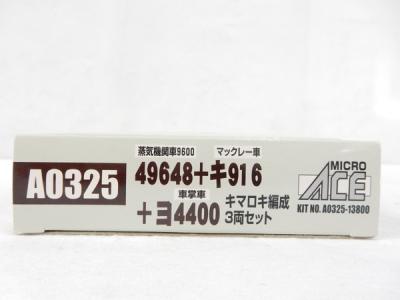 A0325
蒸気機関車9600 マックレー車
49648+キ916
車掌車
+ヨ4400 キマロキ編成
3両セット
MICRO
ACE
KIT NO. A0325-13800